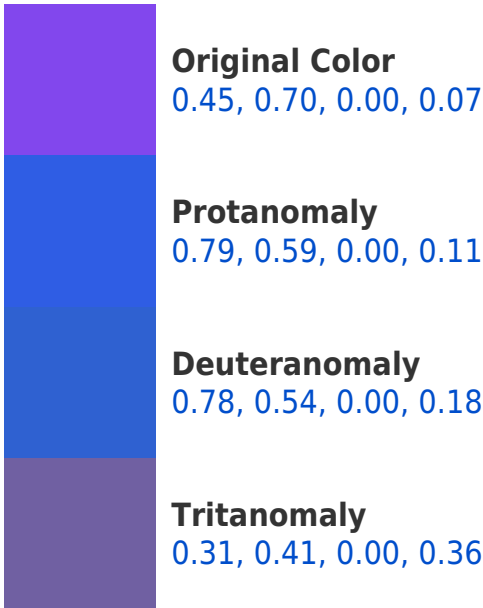 Original Color
0.45, 0.70, 0.00, 0.07
Protanomaly
0.79, 0.59, 0.00, 0.11
Deuteranomaly
0.78, 0.54, 0.00, 0.18
Tritanomaly
0.31, 0.41, 0.00, 0.36